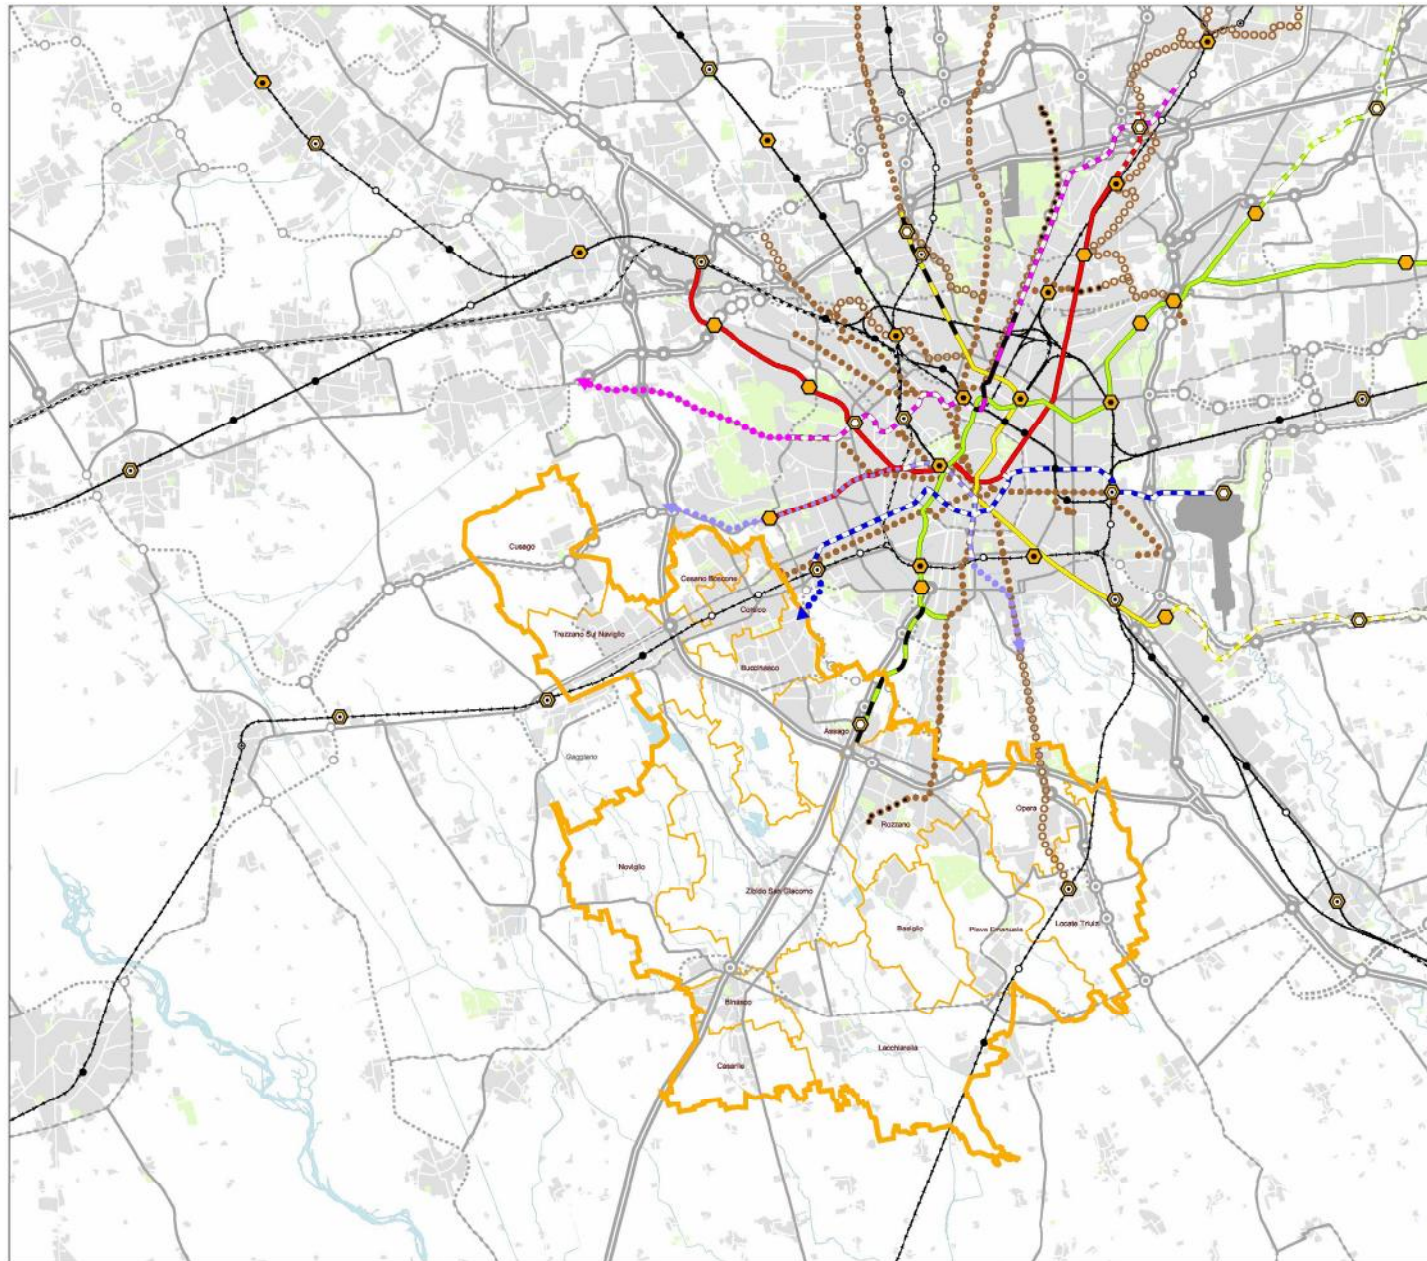 Cusago
Cesano Boscone
Corsico
Trezzano Sul Naviglio
Buccinasco
Assago
Gaggiano
Opera
Rozzano
Noviglio
Zibido San Giacomo
Basiglio
Pieve Emanuele
Locate Triulzi
Binasco
Lacchiarella
Casarile